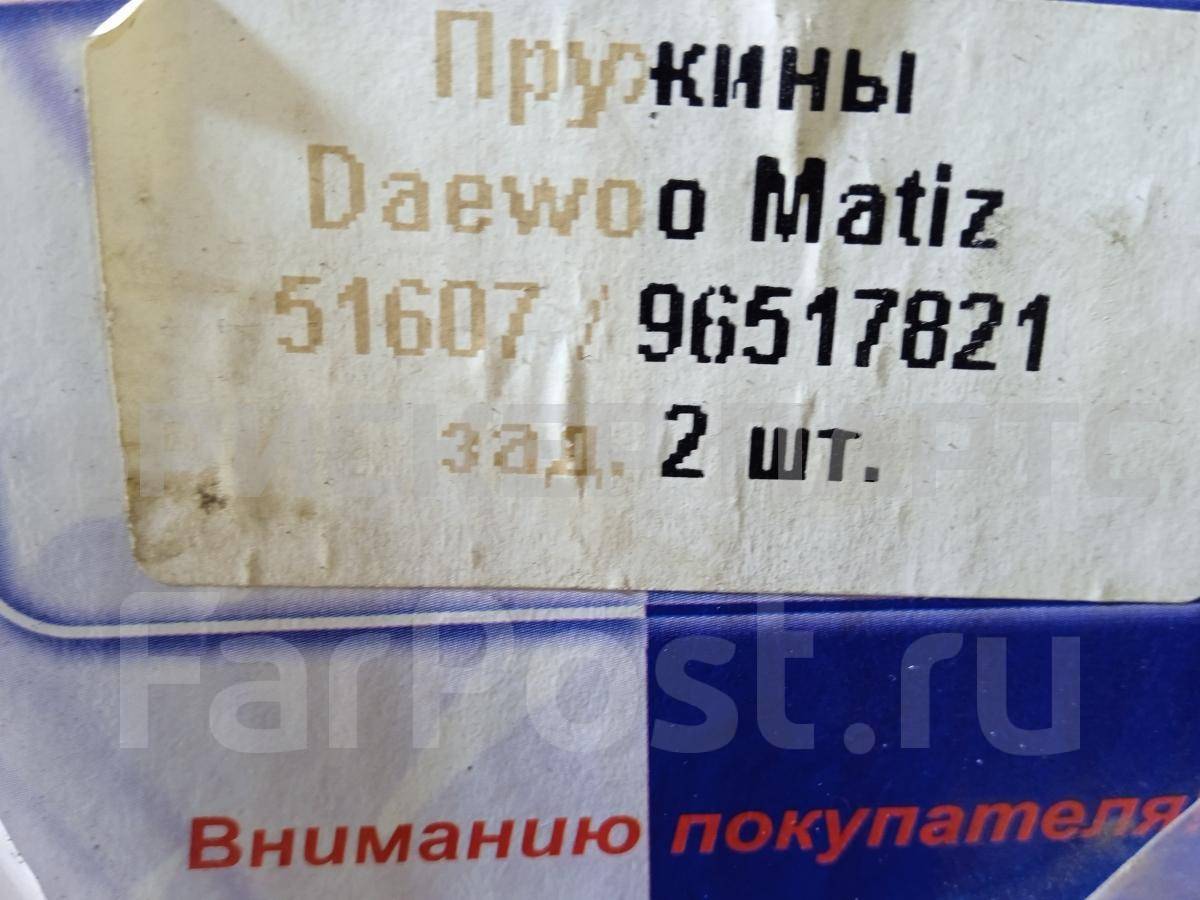 Пружины
Daewoo Matiz
51607 / 96517821
зад. 2 шт.
FarPost.ru
Вниманию покупателя